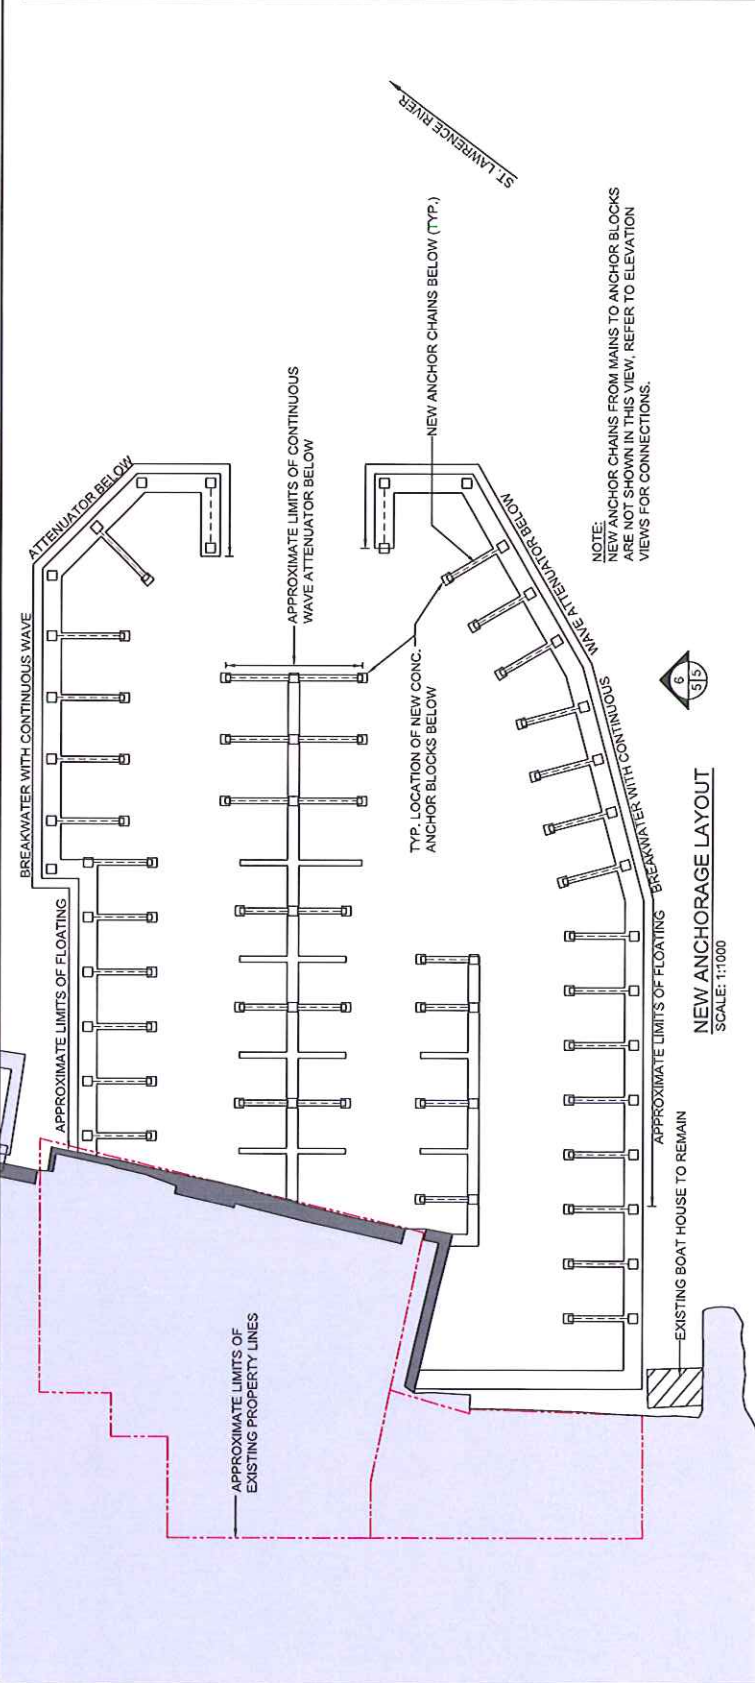 BREAKWATER WITH CONTINUOUS WAVE
ATTENUATOR BELOW
APPROXIMATE LIMITS OF FLOATING
ST. LAWRENCE RIVER
APPROXIMATE LIMITS OF CONTINUOUS
WAVE ATTENUATOR BELOW
NEW ANCHOR CHAINS BELOW (TYP.)
APPROXIMATE LIMITS OF
EXISTING PROPERTY LINES
TYP. LOCATION OF NEW CONC.
ANCHOR BLOCKS BELOW
APPROXIMATE LIMITS OF FLOATING
BREAKWATER WITH CONTINUOUS
WAVE ATTENUATOR BELOW
NOTE:
NEW ANCHOR CHAINS FROM MAINS TO ANCHOR BLOCKS
ARE NOT SHOWN IN THIS VIEW, REFER TO ELEVATION
VIEWS FOR CONNECTIONS.
EXISTING BOAT HOUSE TO REMAIN
6
5 5
NEW ANCHORAGE LAYOUT
SCALE: 1:1000